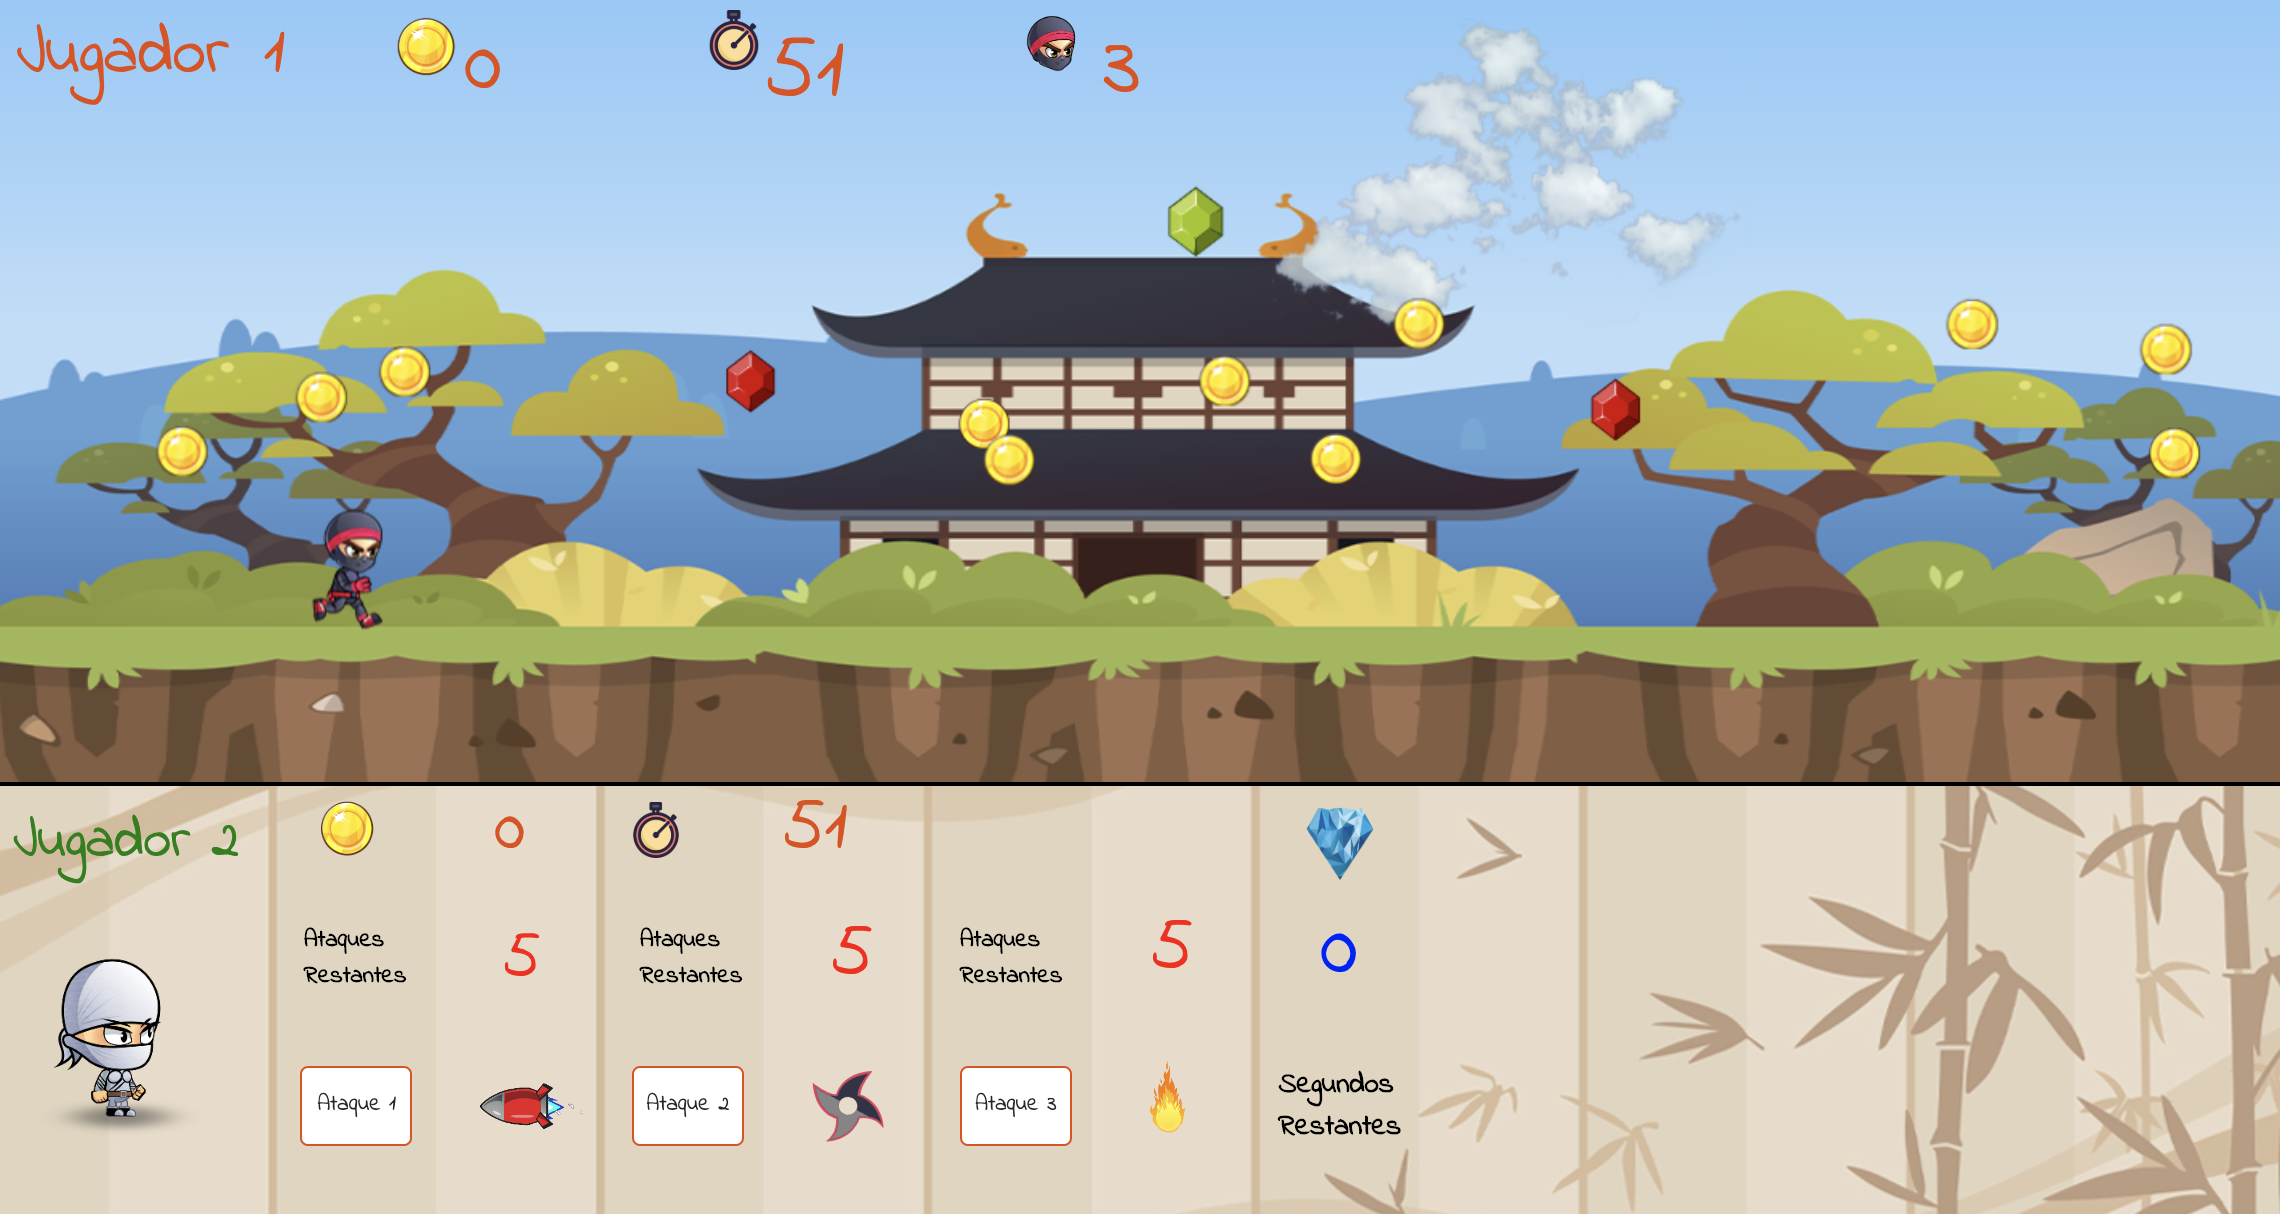 Jugador 1 0 51 3
Jugador 2 0 51
Ataques Restantes 5
Ataques Restantes 5
Ataques Restantes 5
0
Ataque 1
Ataque 2
Ataque 3
Segundos
Restantes